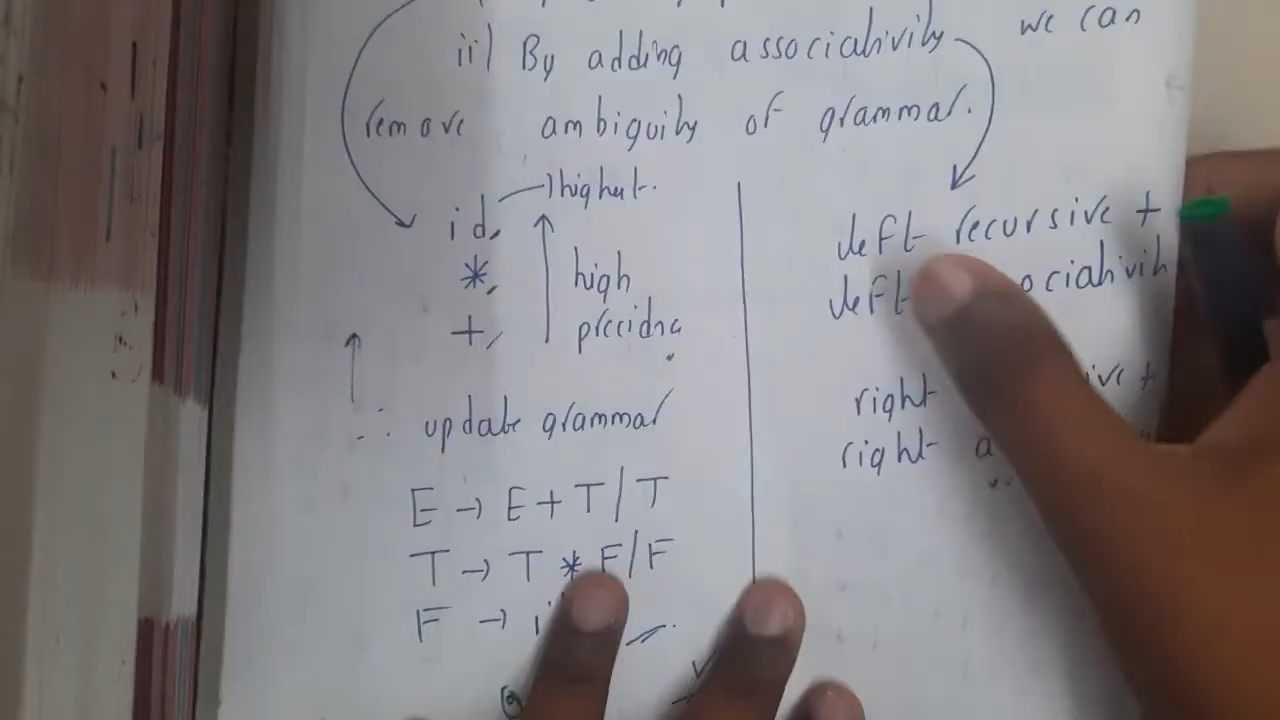 ii) By adding associativity we can
remove ambiguity of grammar.
id, highest.
*,
+,
high
∴ update grammar
E → E + T / T
T → T * F / F
F →
left recursive +
left
right
right